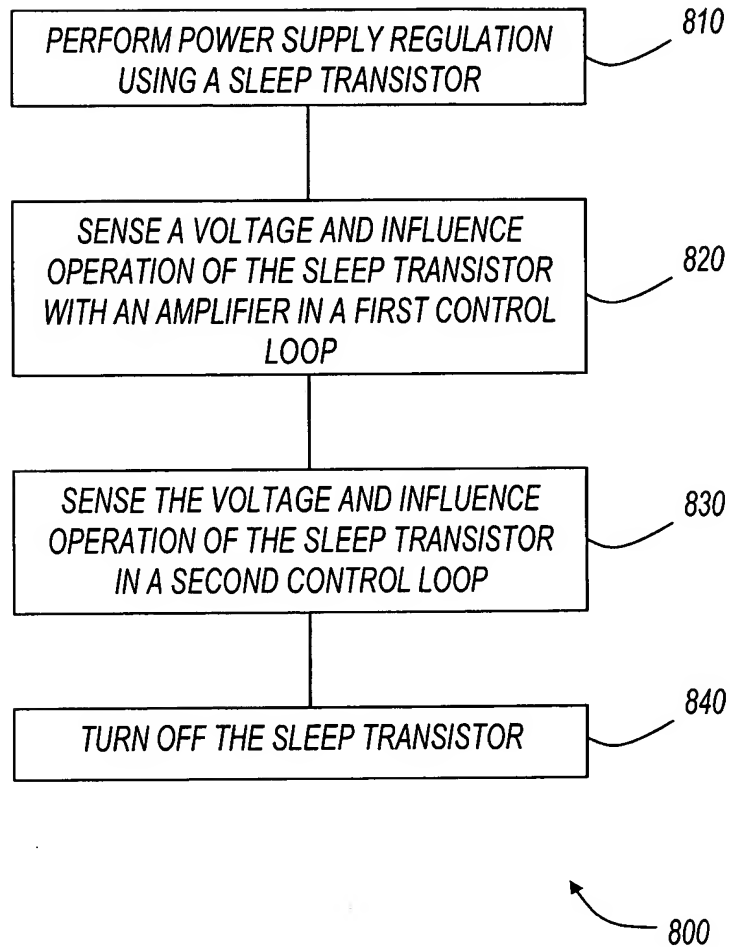 PERFORM POWER SUPPLY REGULATION
USING A SLEEP TRANSISTOR
810
SENSE A VOLTAGE AND INFLUENCE
OPERATION OF THE SLEEP TRANSISTOR
WITH AN AMPLIFIER IN A FIRST CONTROL
LOOP
820
SENSE THE VOLTAGE AND INFLUENCE
OPERATION OF THE SLEEP TRANSISTOR
IN A SECOND CONTROL LOOP
830
TURN OFF THE SLEEP TRANSISTOR
840
800